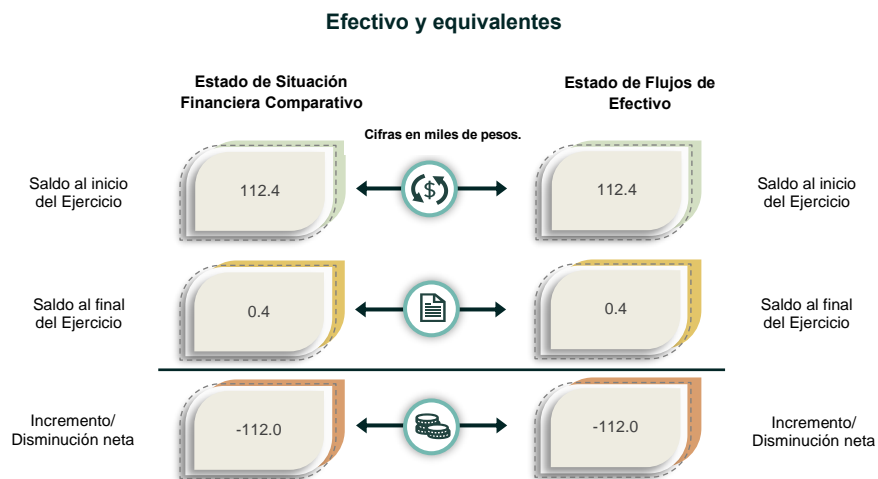 Efectivo y equivalentes
Estado de Situación
Financiera Comparativo
Estado de Flujos de
Efectivo
Cifras en miles de pesos.
Saldo al inicio
del Ejercicio
112.4
$
112.4
Saldo al inicio
del Ejercicio
Saldo al final
del Ejercicio
0.4
0.4
Saldo al final
del Ejercicio
Incremento/
Disminución neta
-112.0
-112.0
Incremento/
Disminución neta